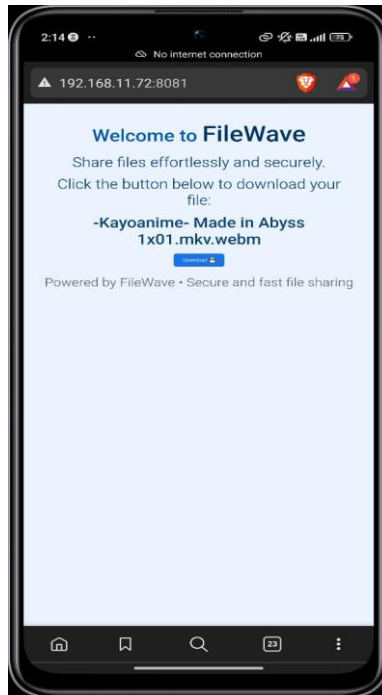 2:14
75
No internet connection
192.168.11.72:8081
1
Welcome to FileWave
Share files effortlessly and securely.
Click the button below to download your
file:
-Kayoanime- Made in Abyss
1x01.mkv.webm
Download
Powered by FileWave • Secure and fast file sharing
23